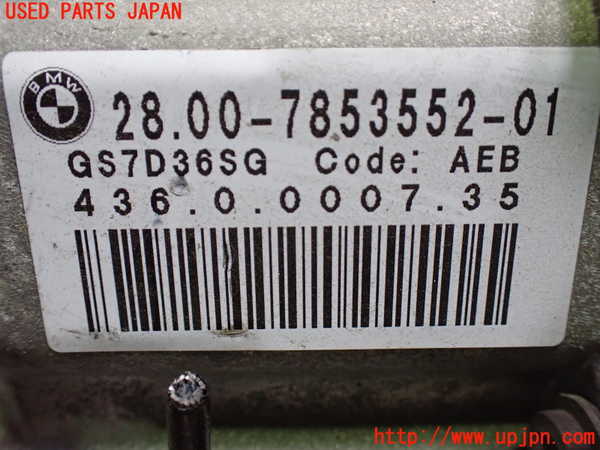 USED PARTS JAPAN
BMW
28.00-7853552-01
GS7D36SG Code: AEB
436.0.0007.35
http://www.upjpn.com/